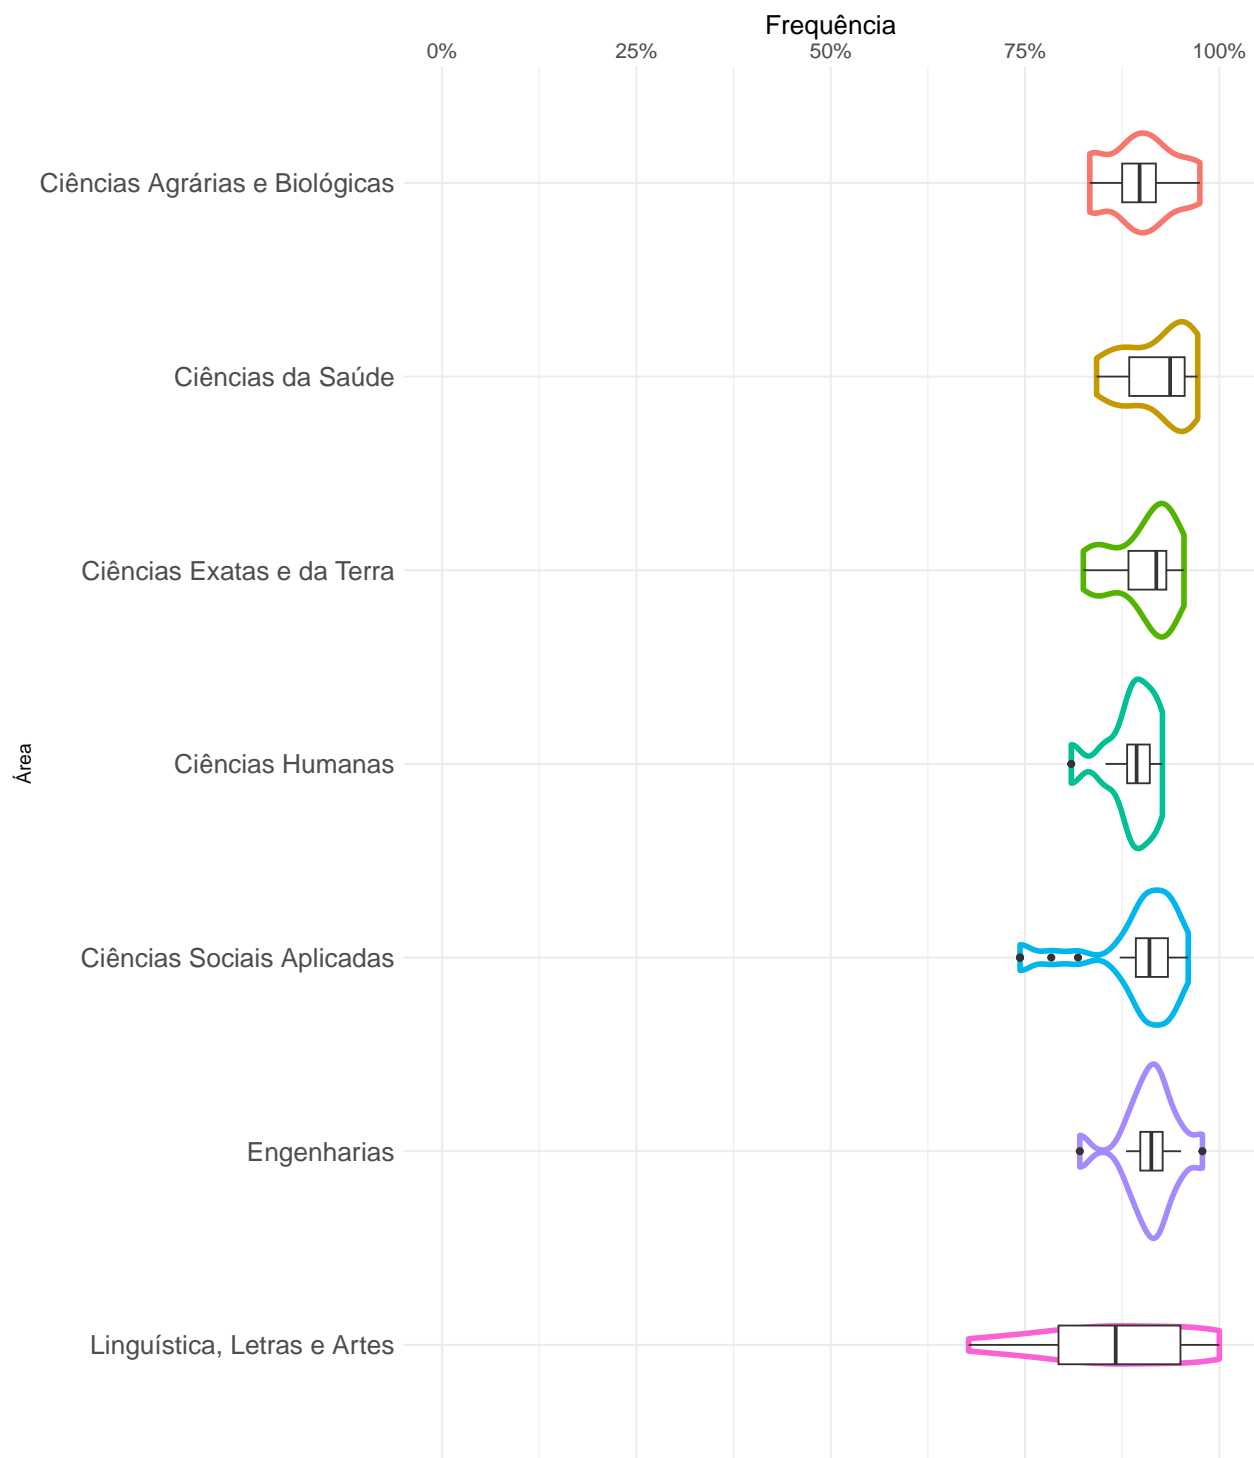 Frequência
0% 25% 50% 75% 100%
Ciências Agrárias e Biológicas
Ciências da Saúde
Ciências Exatas e da Terra
Ciências Humanas
Área
Ciências Sociais Aplicadas
Engenharias
Linguística, Letras e Artes